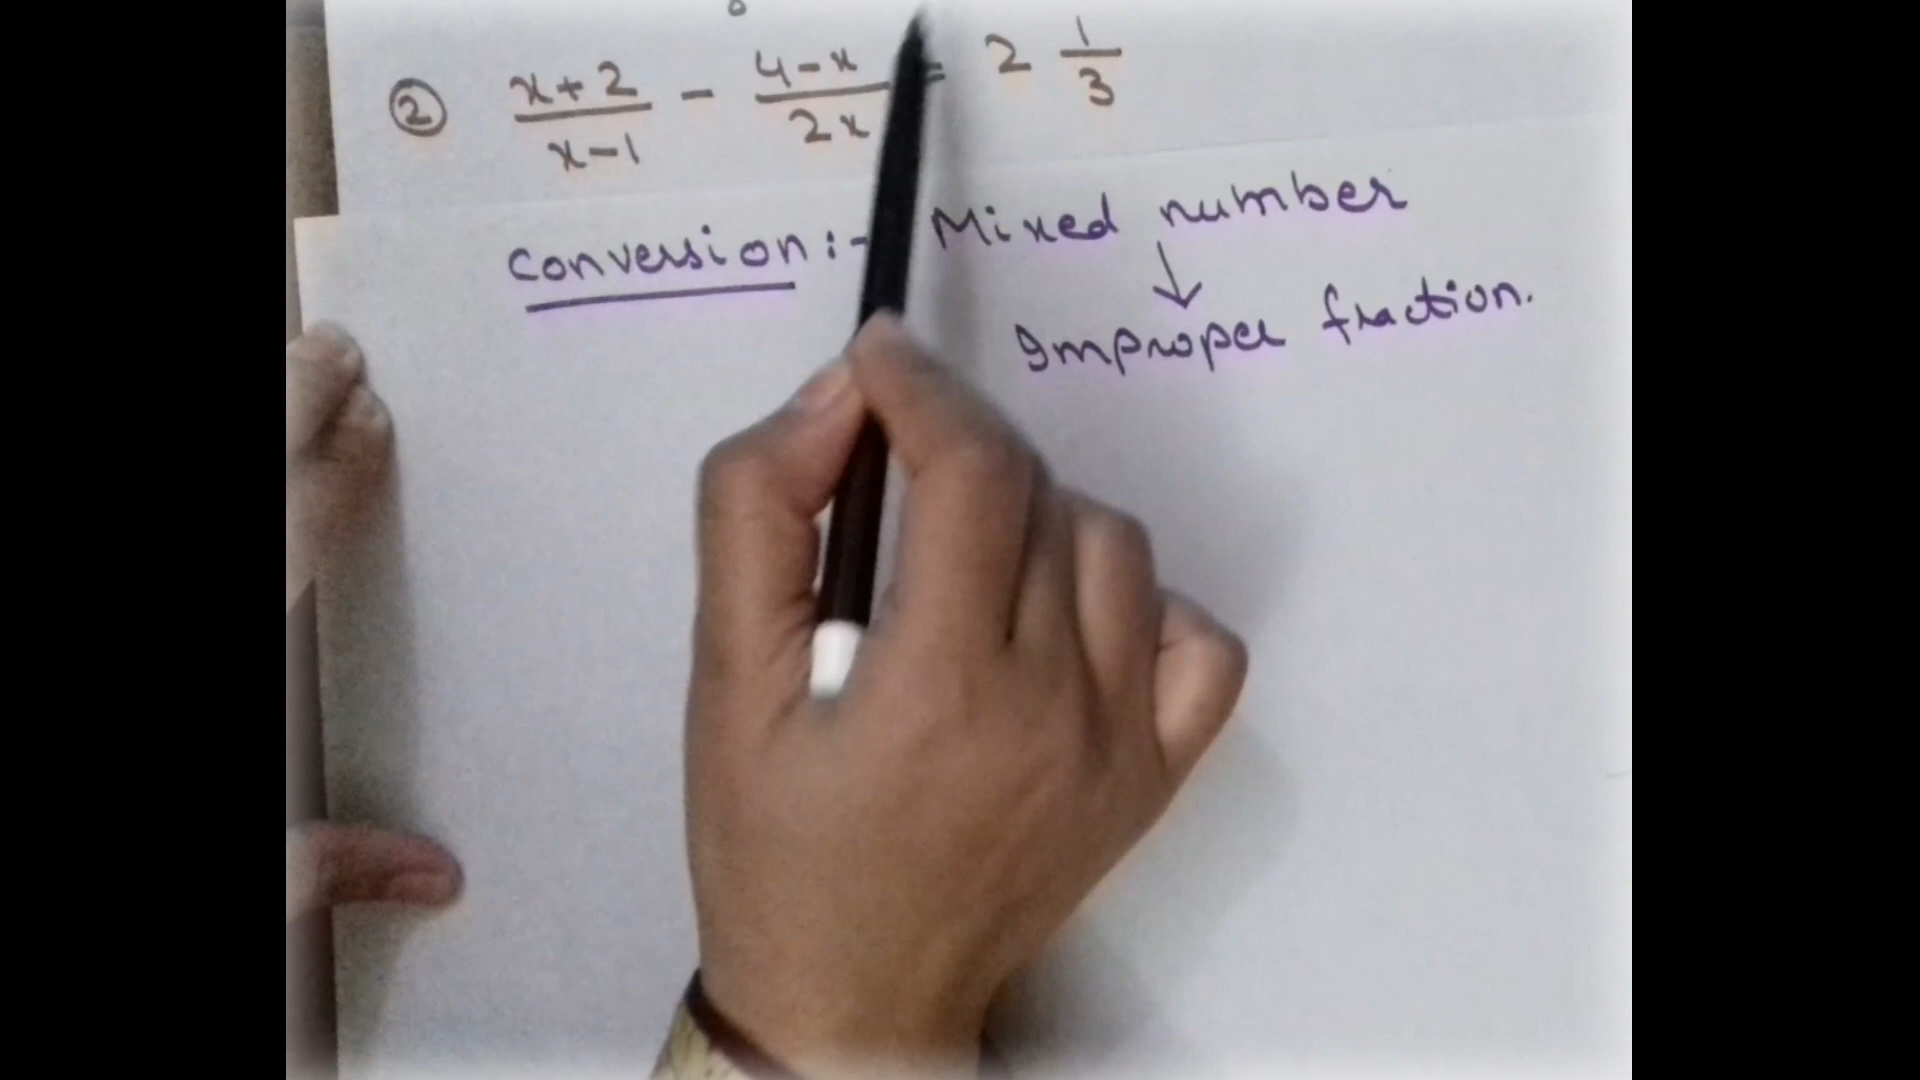 ② x+2/x-1 - 4-x/2x = 2 1/3
Conversion:- Mixed number
↓
Improper fraction.